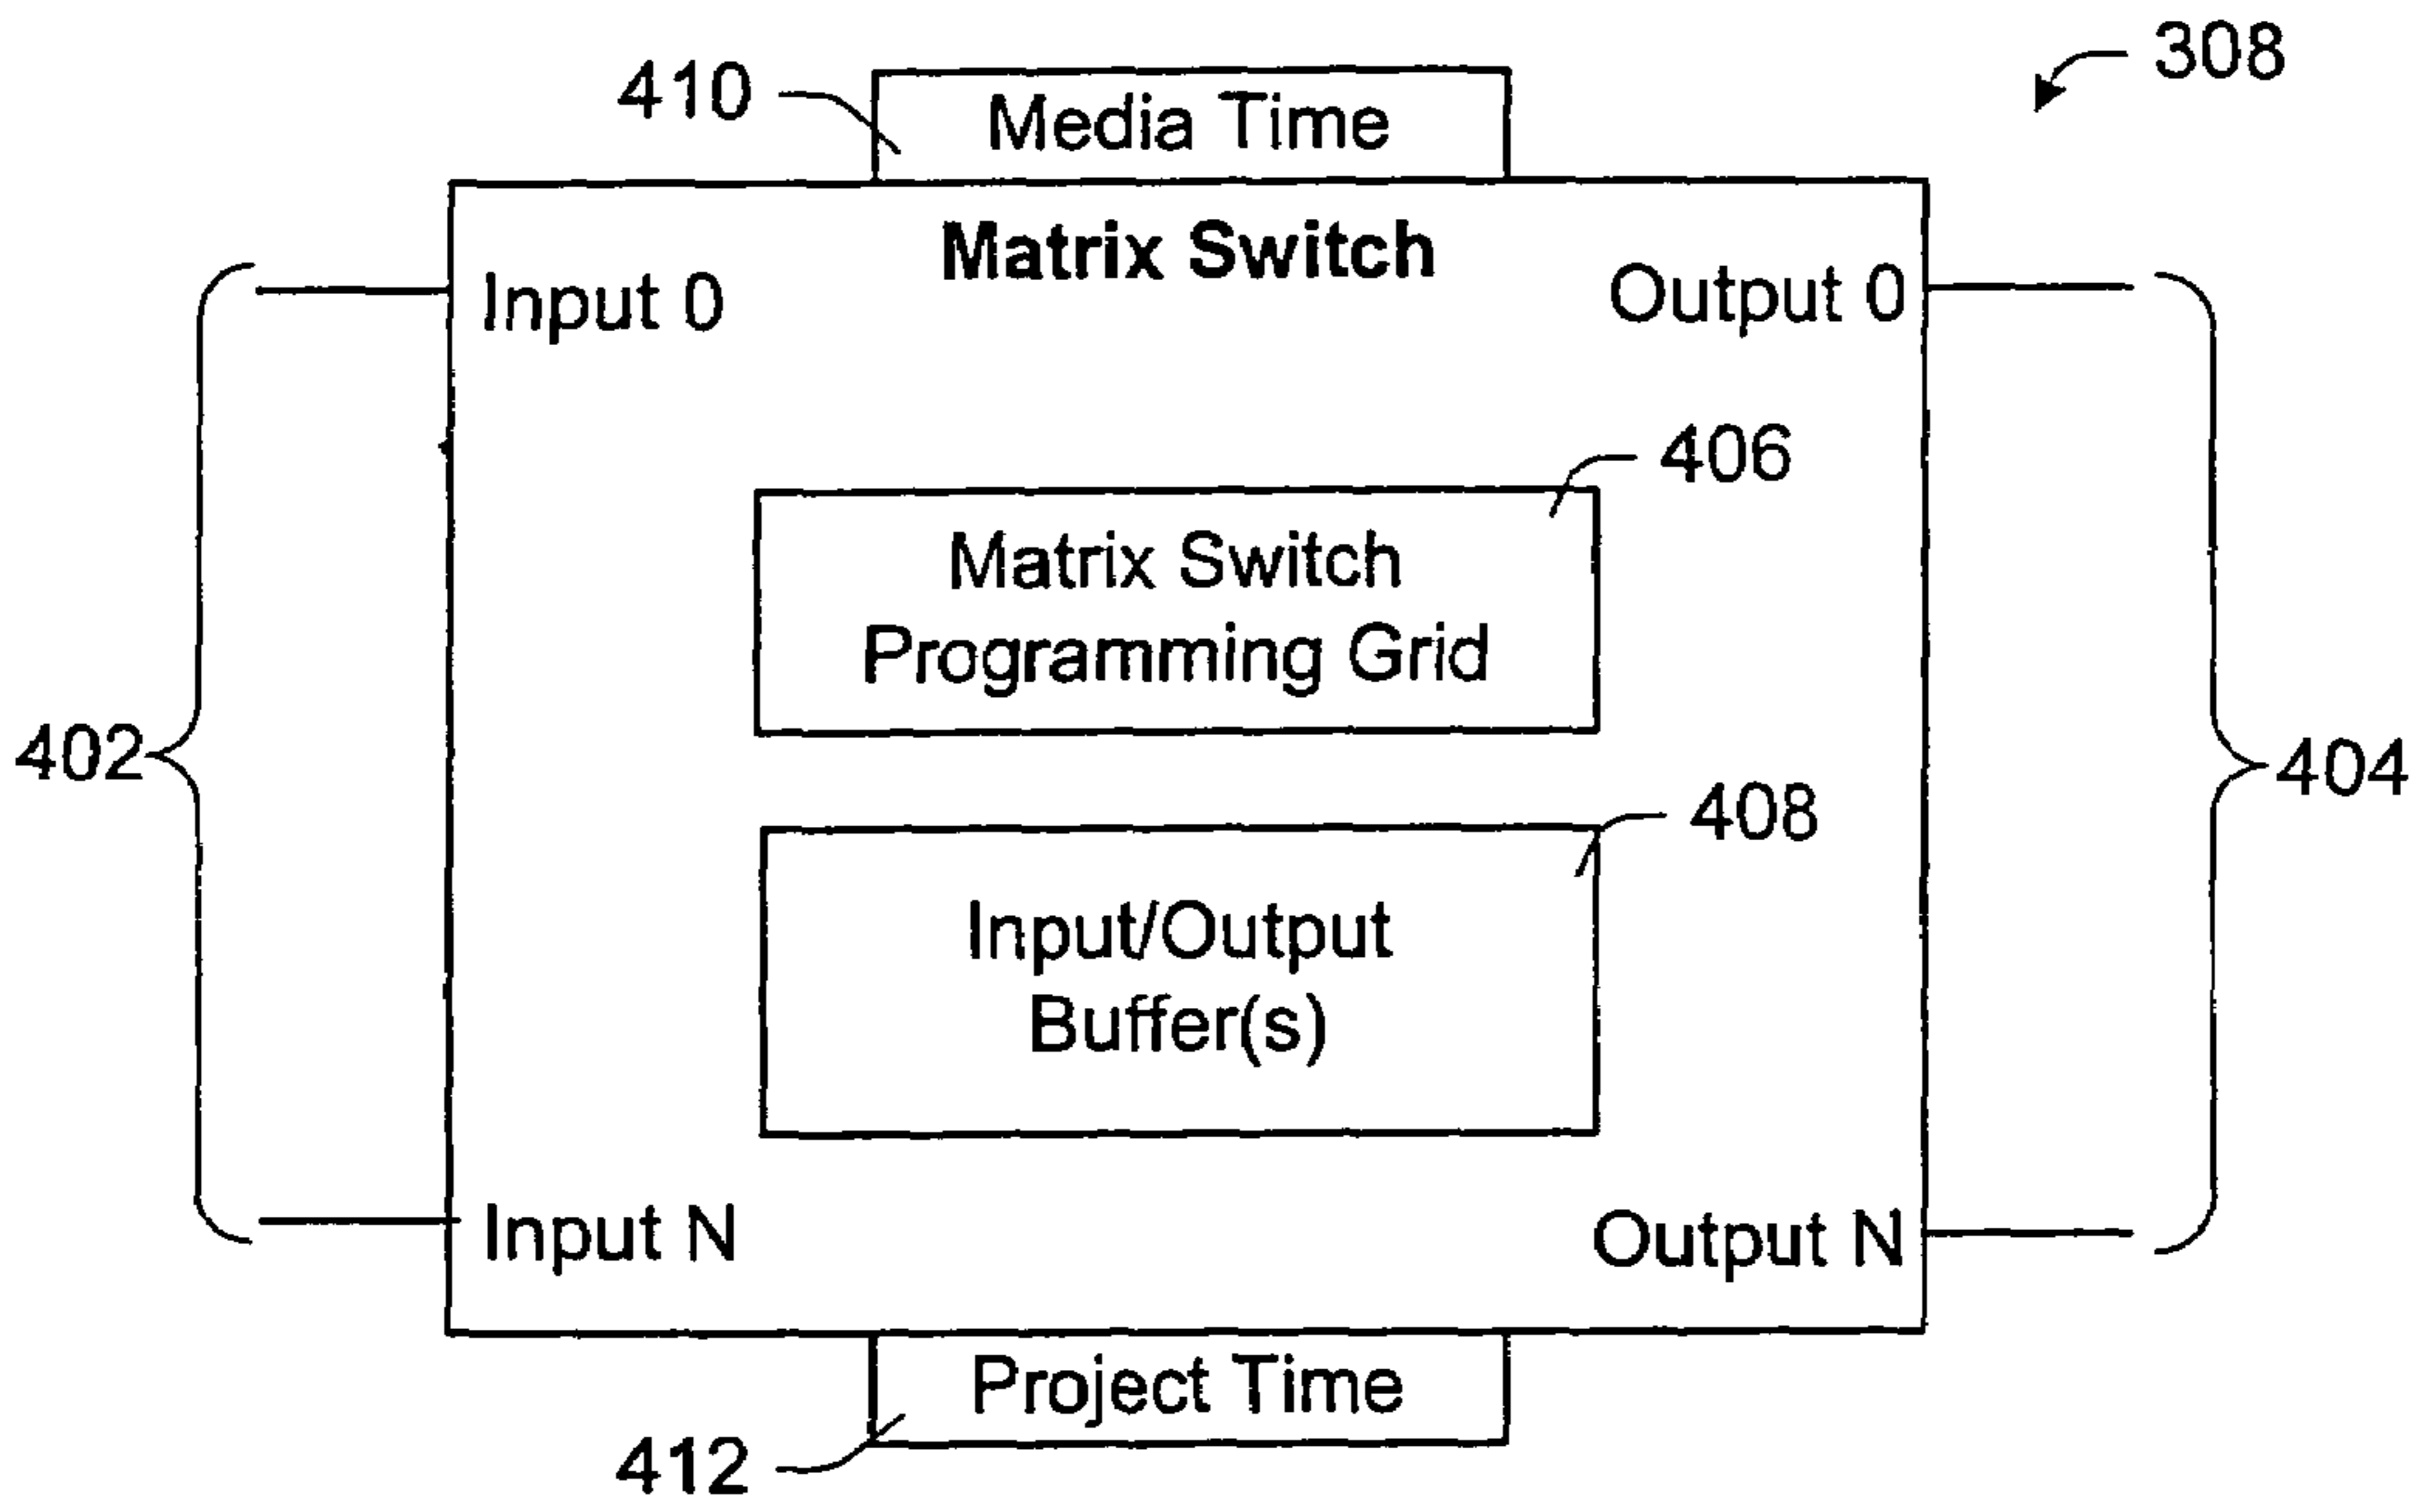 308
410
Media Time
Matrix Switch
Input 0
Output 0
406
Matrix Switch
Programming Grid
402
404
408
Input/Output
Buffer(s)
Input N
Output N
Project Time
412